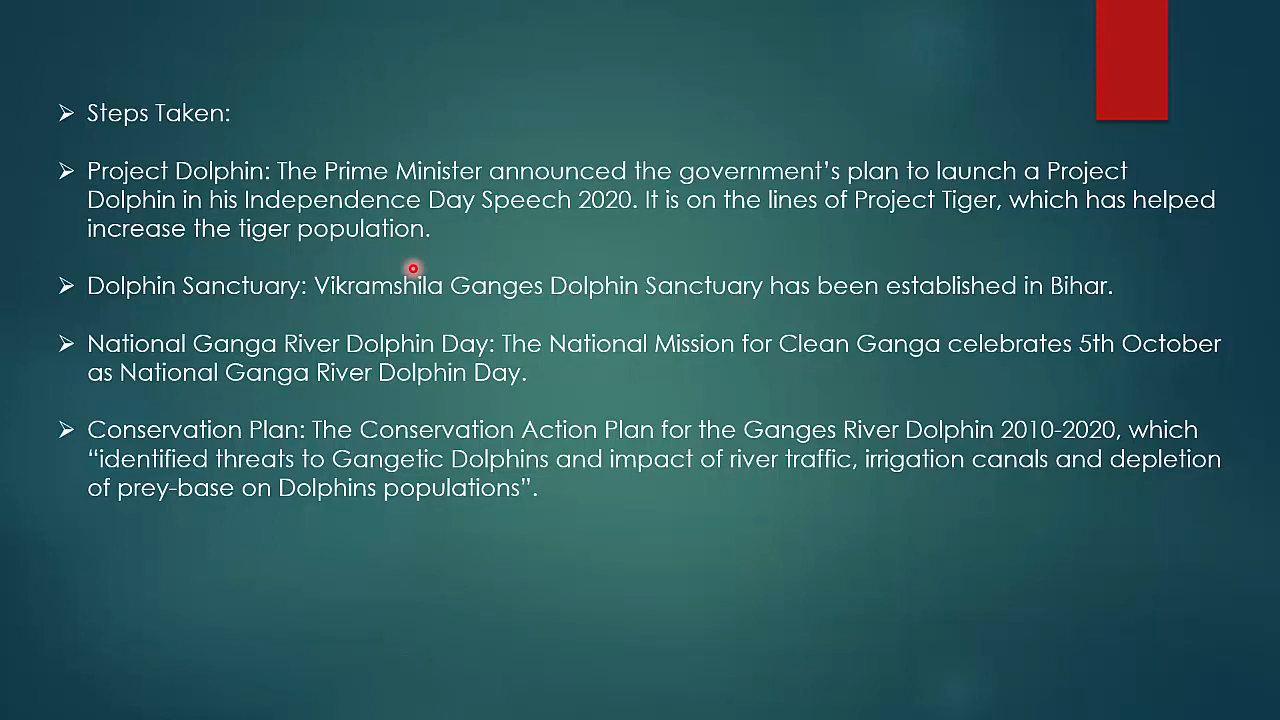 Steps Taken:
Project Dolphin: The Prime Minister announced the government’s plan to launch a Project
Dolphin in his Independence Day Speech 2020. It is on the lines of Project Tiger, which has helped
increase the tiger population.
Dolphin Sanctuary: Vikramshila Ganges Dolphin Sanctuary has been established in Bihar.
National Ganga River Dolphin Day: The National Mission for Clean Ganga celebrates 5th October
as National Ganga River Dolphin Day.
Conservation Plan: The Conservation Action Plan for the Ganges River Dolphin 2010-2020, which
“identified threats to Gangetic Dolphins and impact of river traffic, irrigation canals and depletion
of prey-base on Dolphins populations”.